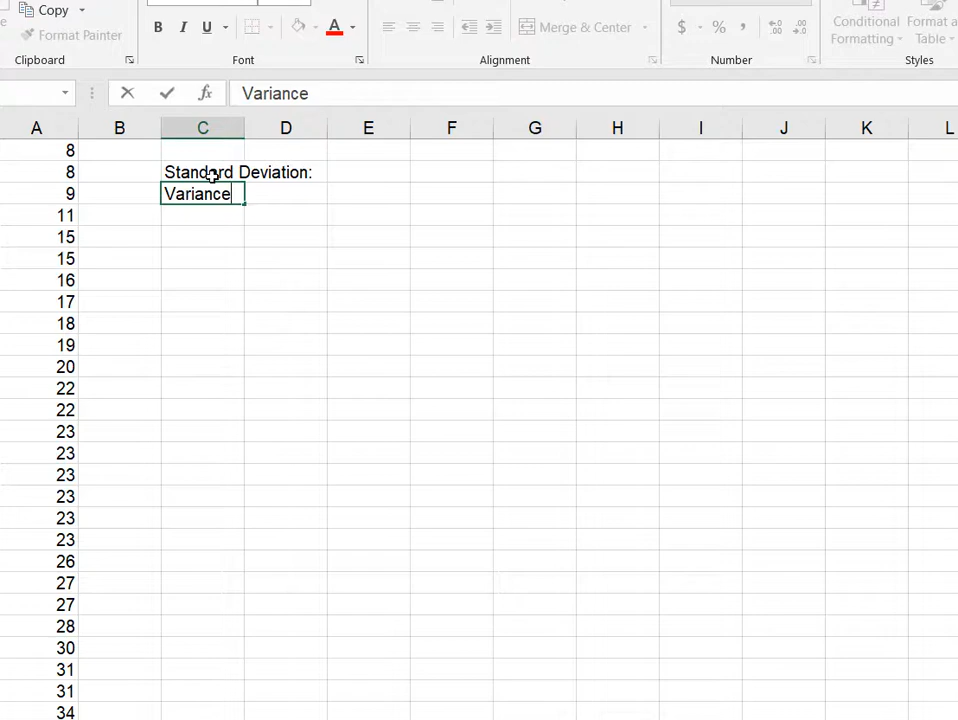 Copy
Format Painter
B I U A
Merge & Center
$ % ,
Conditional Format a
Formatting Table
Clipboard Font Alignment Number Styles
fx Variance
A B C D E F G H I J K L
8
8 Standard Deviation:
9 Variance
11
15
15
16
17
18
19
20
22
22
23
23
23
23
23
23
26
27
27
28
30
31
31
34